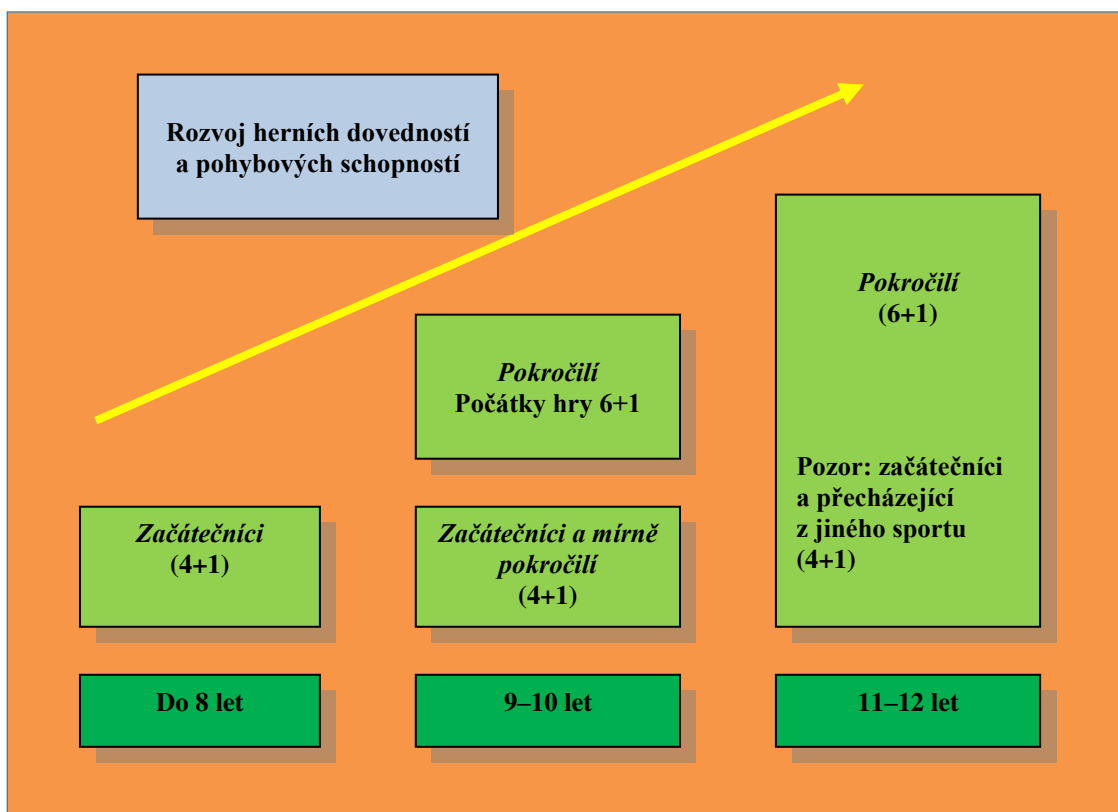 Rozvoj herních dovedností
a pohybových schopností
Pokročilí
(6+1)
Pozor: začátečníci
a přecházející
z jiného sportu
(4+1)
Pokročilí
Počátky hry 6+1
Začátečníci
(4+1)
Začátečníci a mírně
pokročilí
(4+1)
Do 8 let
9–10 let
11–12 let